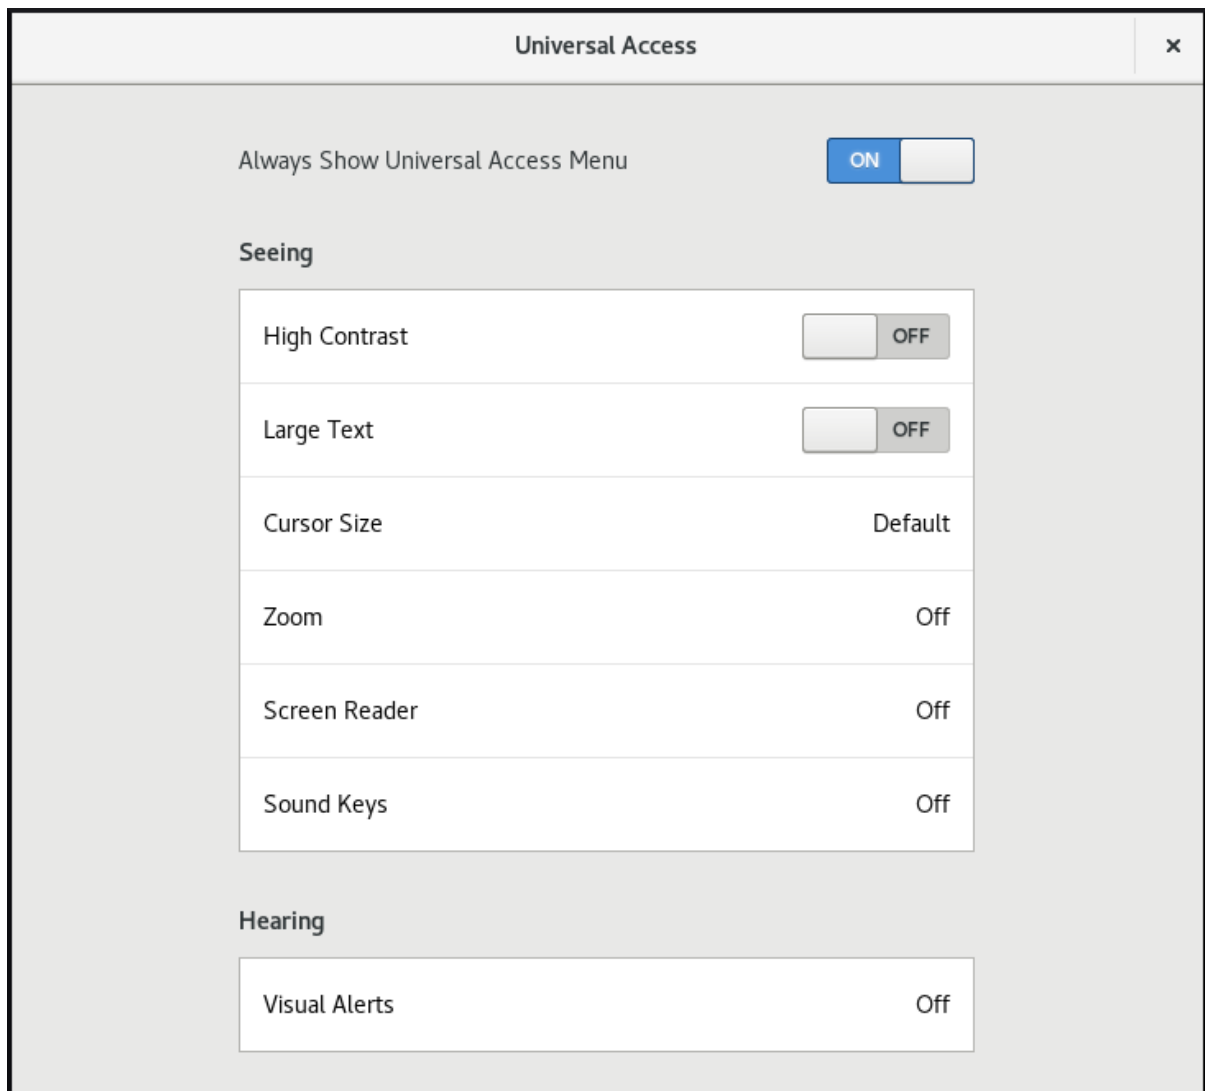 Universal Access
Always Show Universal Access Menu ON
Seeing
High Contrast OFF
Large Text OFF
Cursor Size Default
Zoom Off
Screen Reader Off
Sound Keys Off
Hearing
Visual Alerts Off